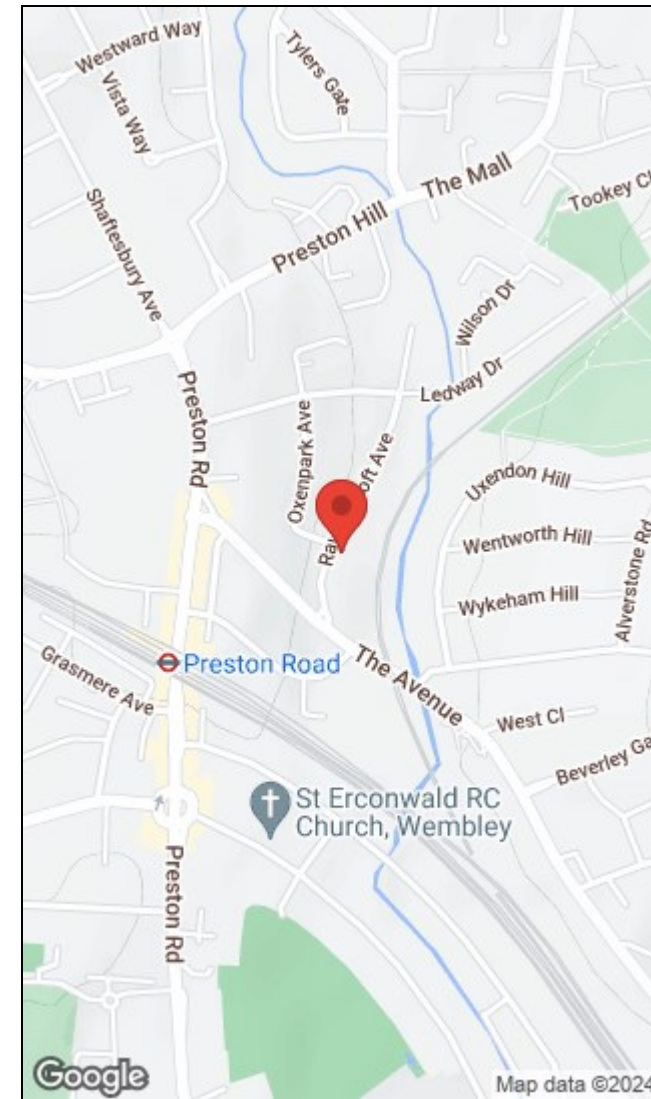 Westward Way
Tylers Gate
Vista Way
Shaftesbury Ave
Preston Hill
The Mall
Tookey Cl
Wilson Dr
Ledway Dr
Preston Rd
Oxenpark Ave
Uxendon Hill
Wentworth Hill
Wykeham Hill
Alverstone Rd
Preston Road
Grasmere Ave
The Avenue
West Cl
Beverley Ga
St Erconwald RC
Church, Wembley
Preston Rd
Google
Map data ©2024